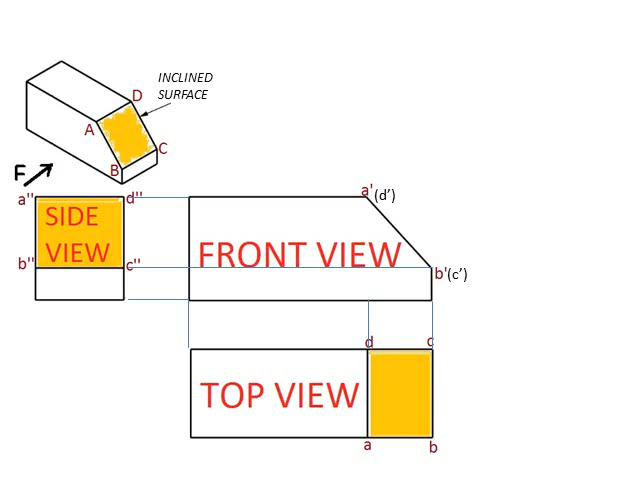 INCLINED
SURFACE
D
A
C
B
F
a" d"
SIDE
VIEW
b" c"
a'(d')
FRONT VIEW
b'(c')
d c
TOP VIEW
a b